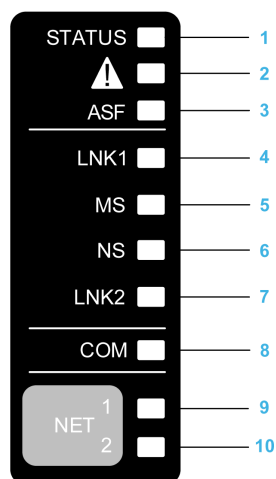 STATUS 1
2
ASF 3
LNK1 4
MS 5
NS 6
LNK2 7
COM 8
NET 1 9
2 10